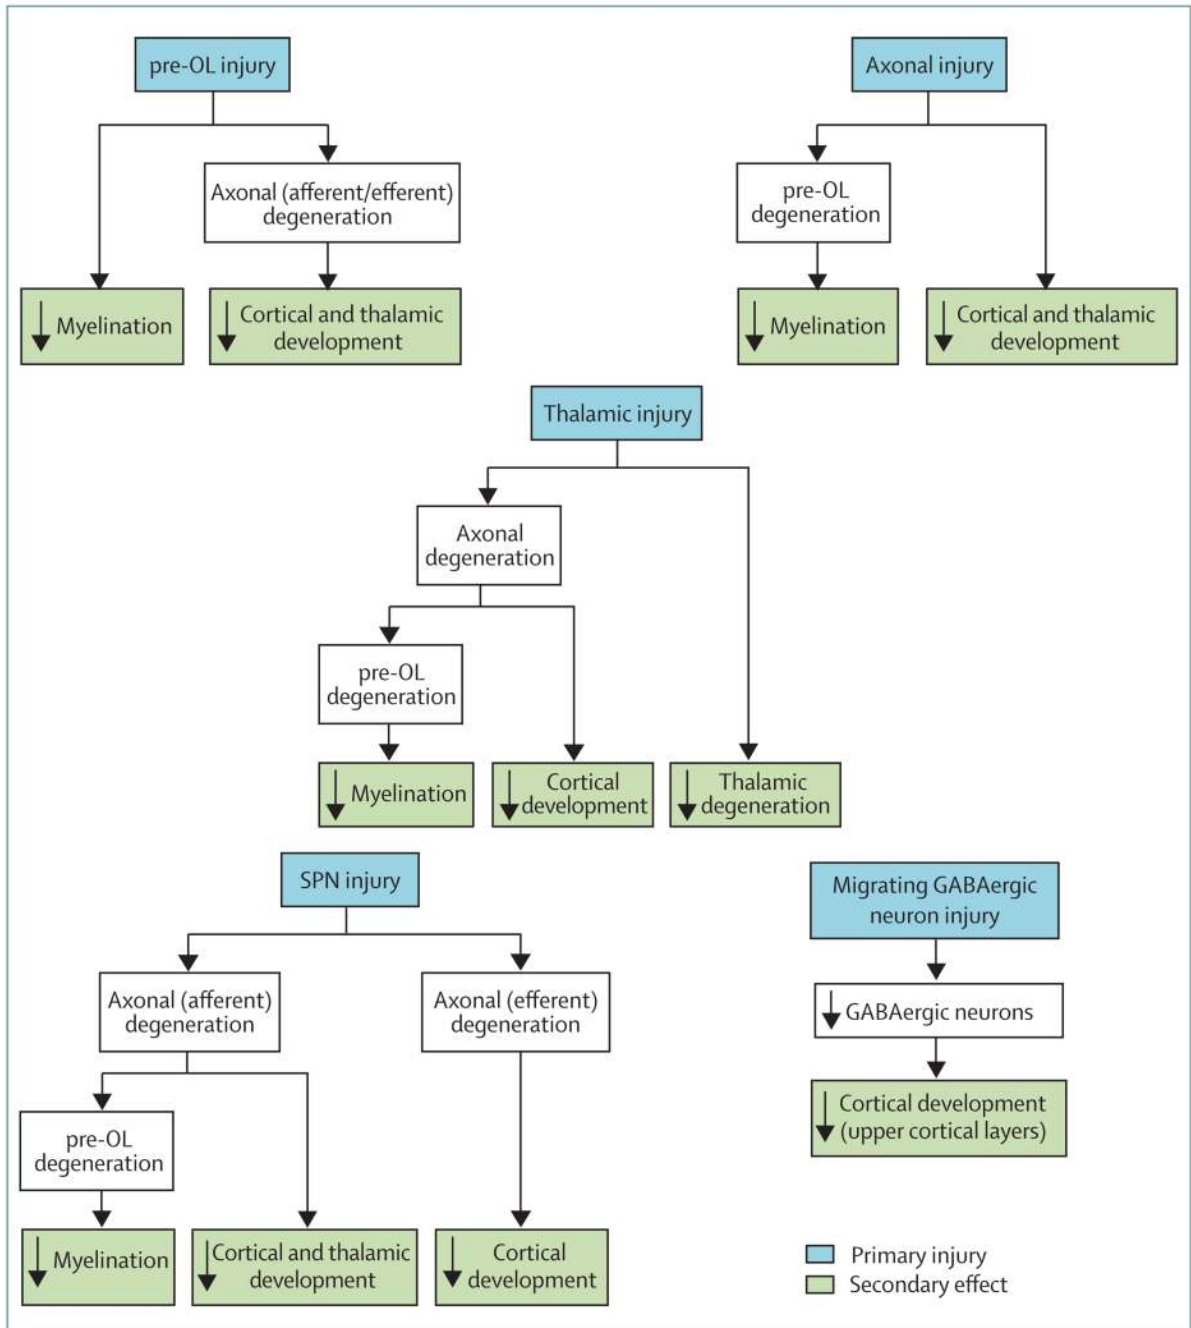 pre-OL injury
Axonal (afferent/efferent)
degeneration
Myelination
Cortical and thalamic
development
Axonal injury
pre-OL
degeneration
Myelination
Cortical and thalamic
development
Thalamic injury
Axonal
degeneration
pre-OL
degeneration
Myelination
Cortical
development
Thalamic
degeneration
SPN injury
Axonal (afferent)
degeneration
Axonal (efferent)
degeneration
pre-OL
degeneration
Myelination
Cortical and thalamic
development
Cortical
development
Migrating GABAergic
neuron injury
GABAergic neurons
Cortical development
(upper cortical layers)
Primary injury
Secondary effect